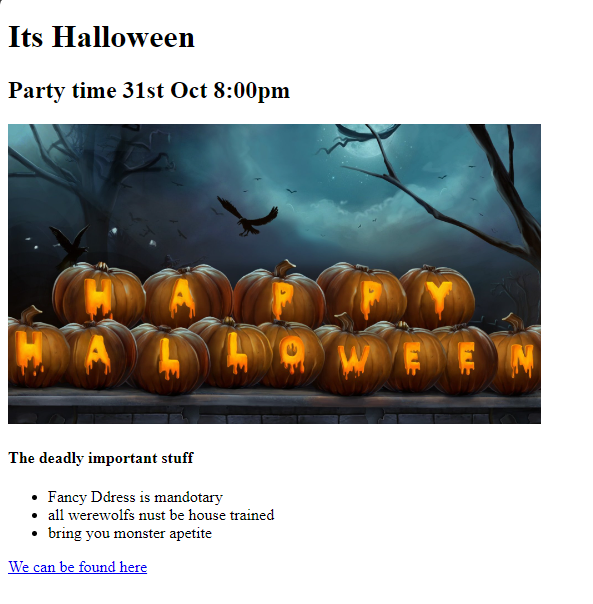 Its Halloween
Party time 31st Oct 8:00pm
HAPPY
HALLOWEEN
The deadly important stuff
Fancy Ddress is mandotary
all werewolfs nust be house trained
bring you monster apetite
We can be found here